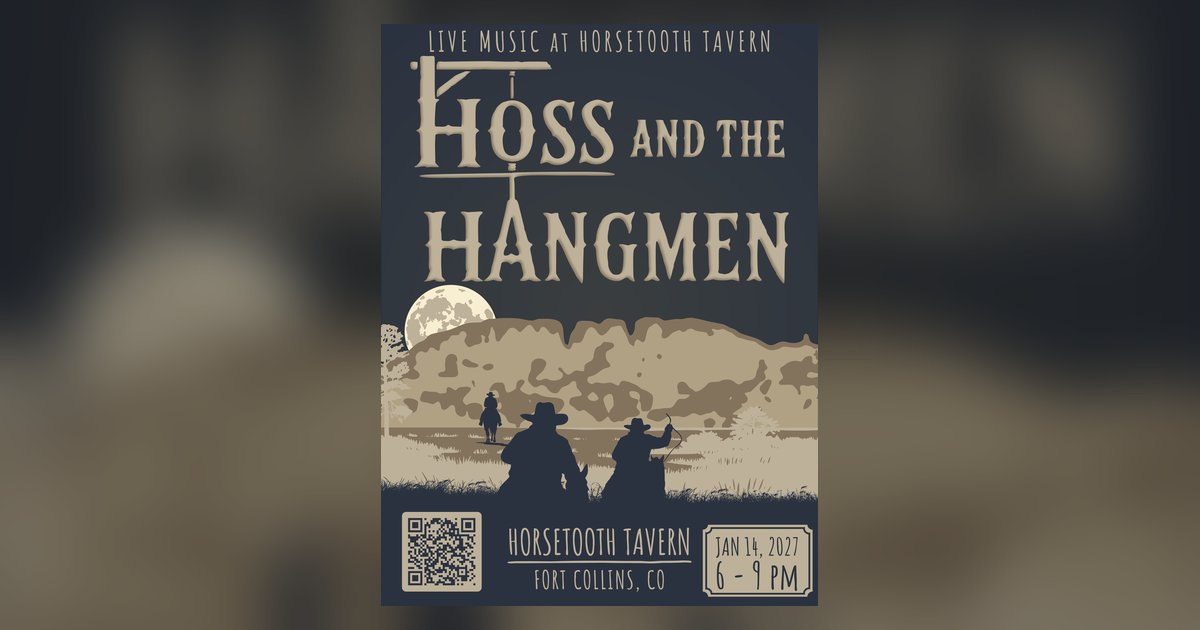 LIVE MUSIC AT HORSETOOTH TAVERN
HOSS AND THE
HANGMEN
HORSETOOTH TAVERN
FORT COLLINS, CO
JAN 14, 2027
6 - 9 PM